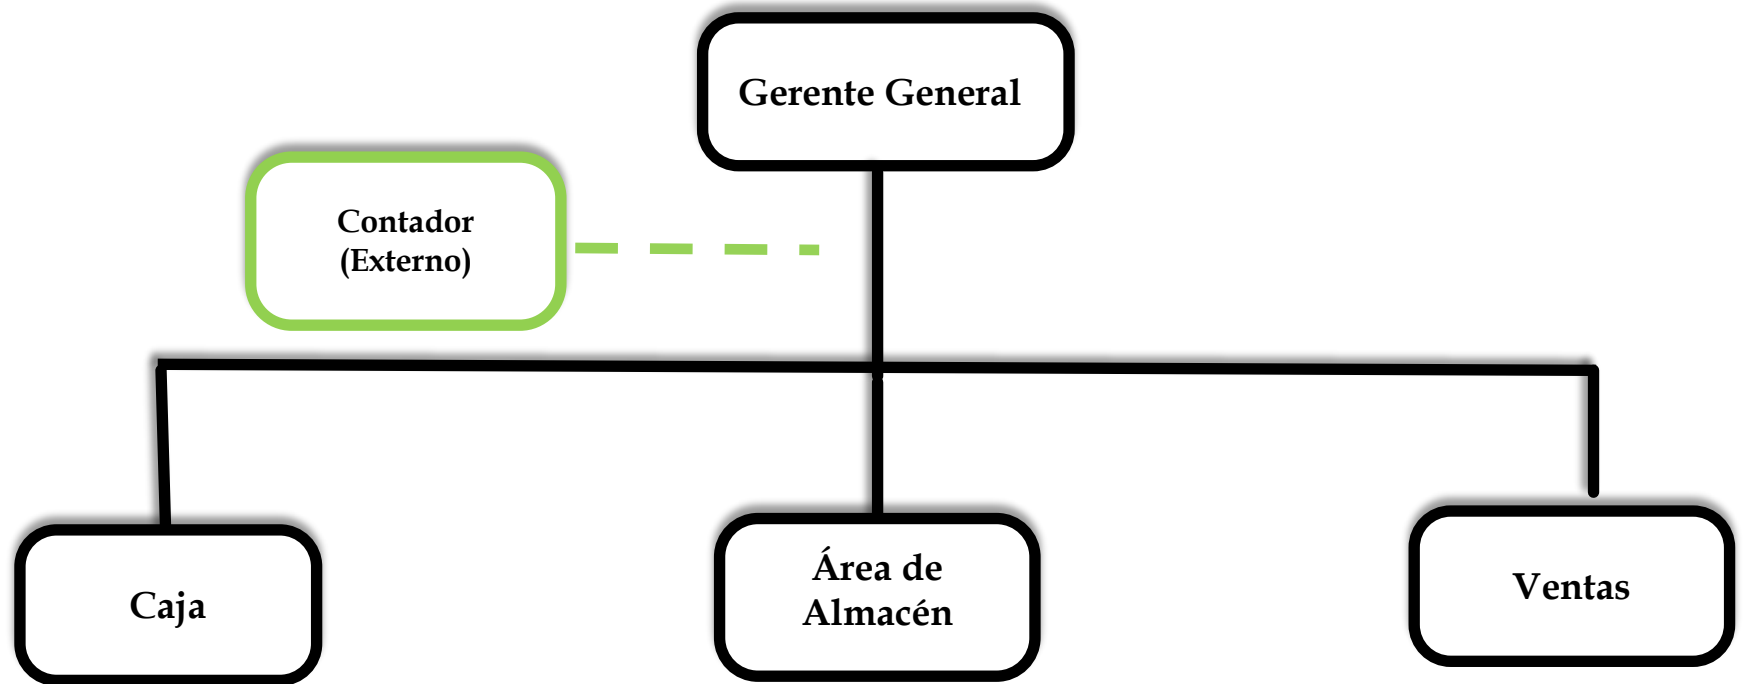 Gerente General
Contador
(Externo)
Caja
Área de
Almacén
Ventas